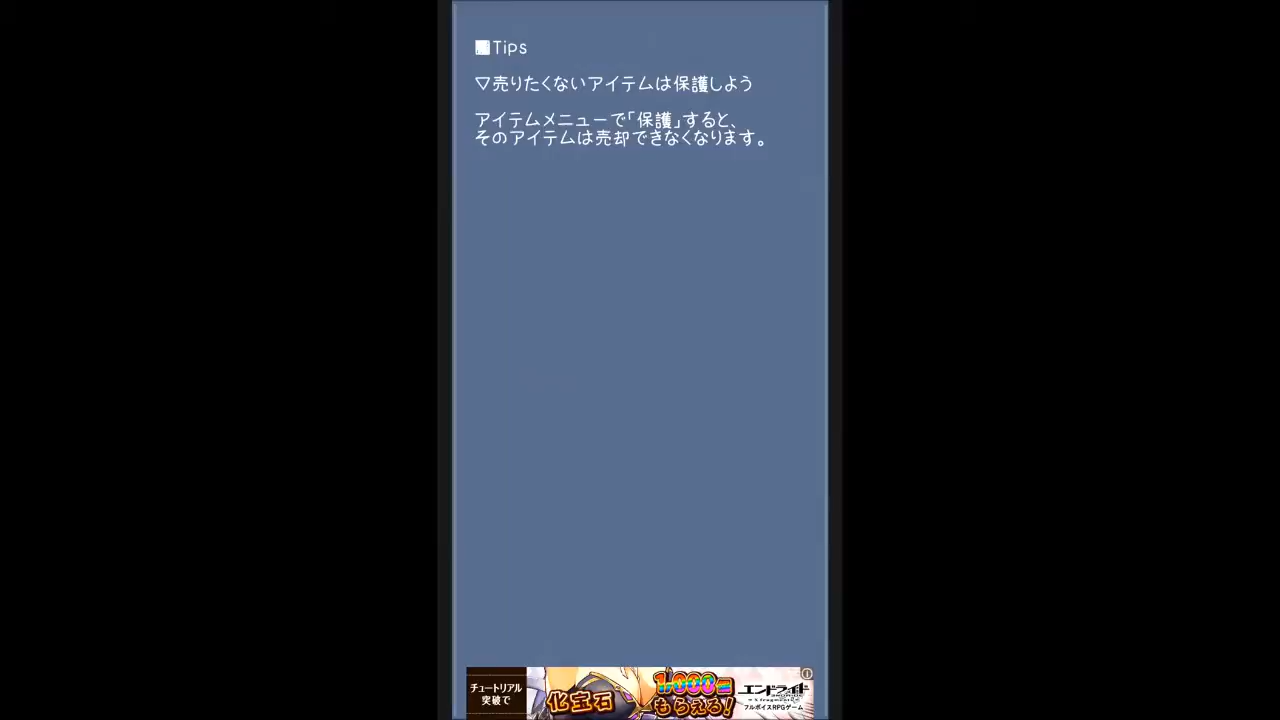 ■Tips
▽売りたくないアイテムは保護しよう
アイテムメニューで「保護」すると、
そのアイテムは売却できなくなります。
チュートリアル
突破で
化宝石
1,000個
もらえる!
エンドライド
フルボイスRPGゲーム